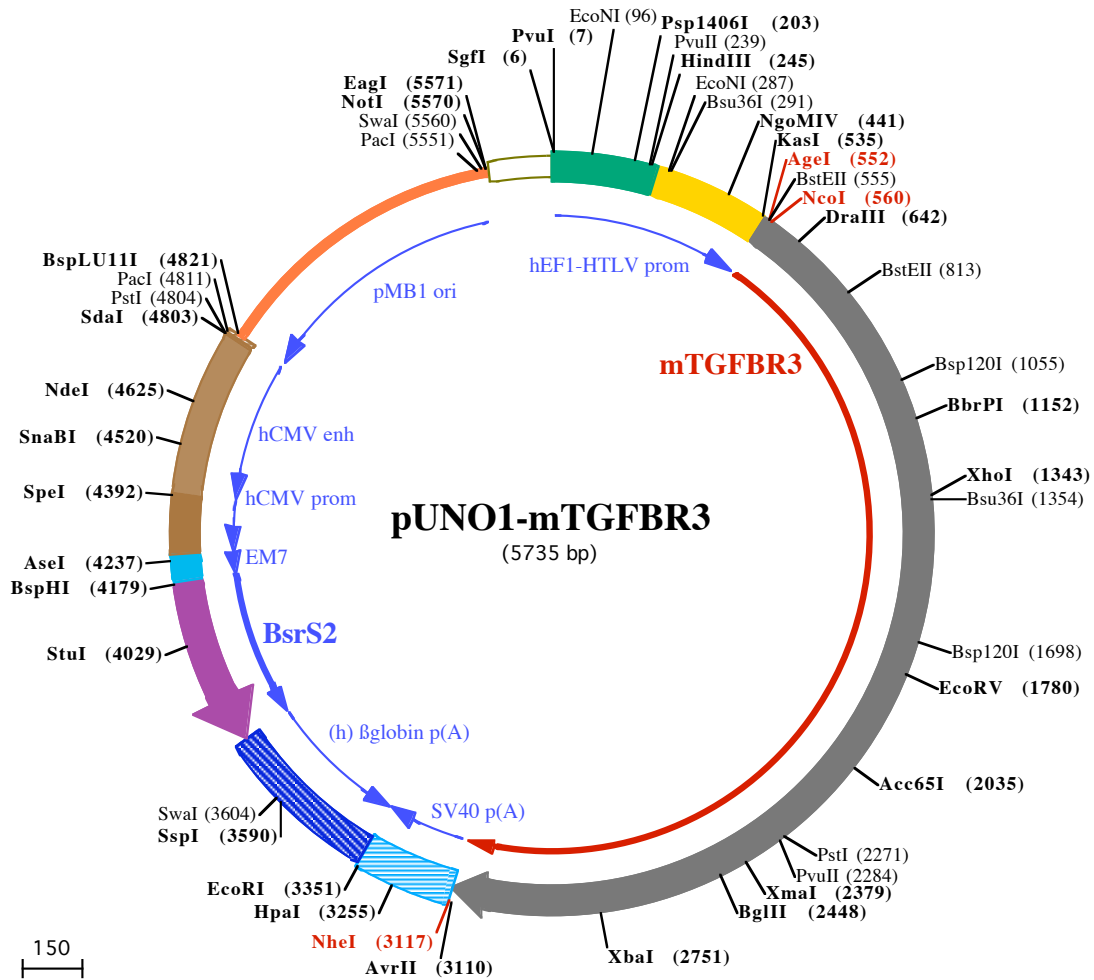 EcoNI (96)
Psp1406I (203)
PvuI (7)
PvuII (239)
SgfI (6)
HindIII (245)
EagI (5571)
EcoNI (287)
NotI (5570)
Bsu36I (291)
SwaI (5560)
NgoMIV (441)
PacI (5551)
KasI (535)
AgeI (552)
BstEII (555)
NcoI (560)
DraIII (642)
BspLU11I (4821)
hEF1-HTLV prom
BstEII (813)
PacI (4811)
pMB1 ori
PstI (4804)
SdaI (4803)
mTGFBR3
Bsp120I (1055)
NdeI (4625)
BbrPI (1152)
SnaBI (4520)
hCMV enh
XhoI (1343)
SpeI (4392)
hCMV prom
Bsu36I (1354)
pUNO1-mTGFBR3
(5735 bp)
EM7
AseI (4237)
BspHI (4179)
BsrS2
StuI (4029)
Bsp120I (1698)
EcoRV (1780)
(h) ßglobin p(A)
Acc65I (2035)
SV40 p(A)
SwaI (3604)
SspI (3590)
PstI (2271)
PvuII (2284)
EcoRI (3351)
XmaI (2379)
HpaI (3255)
BglII (2448)
NheI (3117)
150
XbaI (2751)
AvrII (3110)